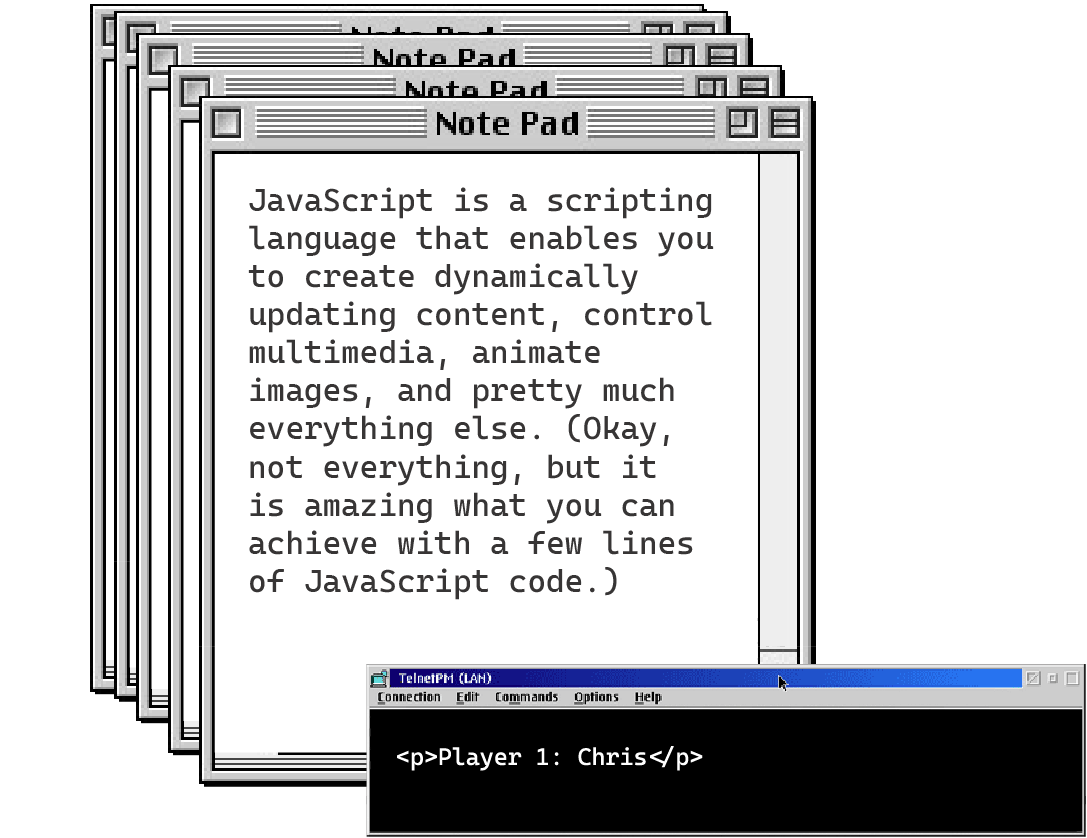 Note Pad
Note Pad
Note Pad
Note Pad
JavaScript is a scripting
language that enables you
to create dynamically
updating content, control
multimedia, animate
images, and pretty much
everything else. (Okay,
not everything, but it
is amazing what you can
achieve with a few lines
of JavaScript code.)
TelnetPM (LAN)
Connection Edit Commands Options Help
<p>Player 1: Chris</p>